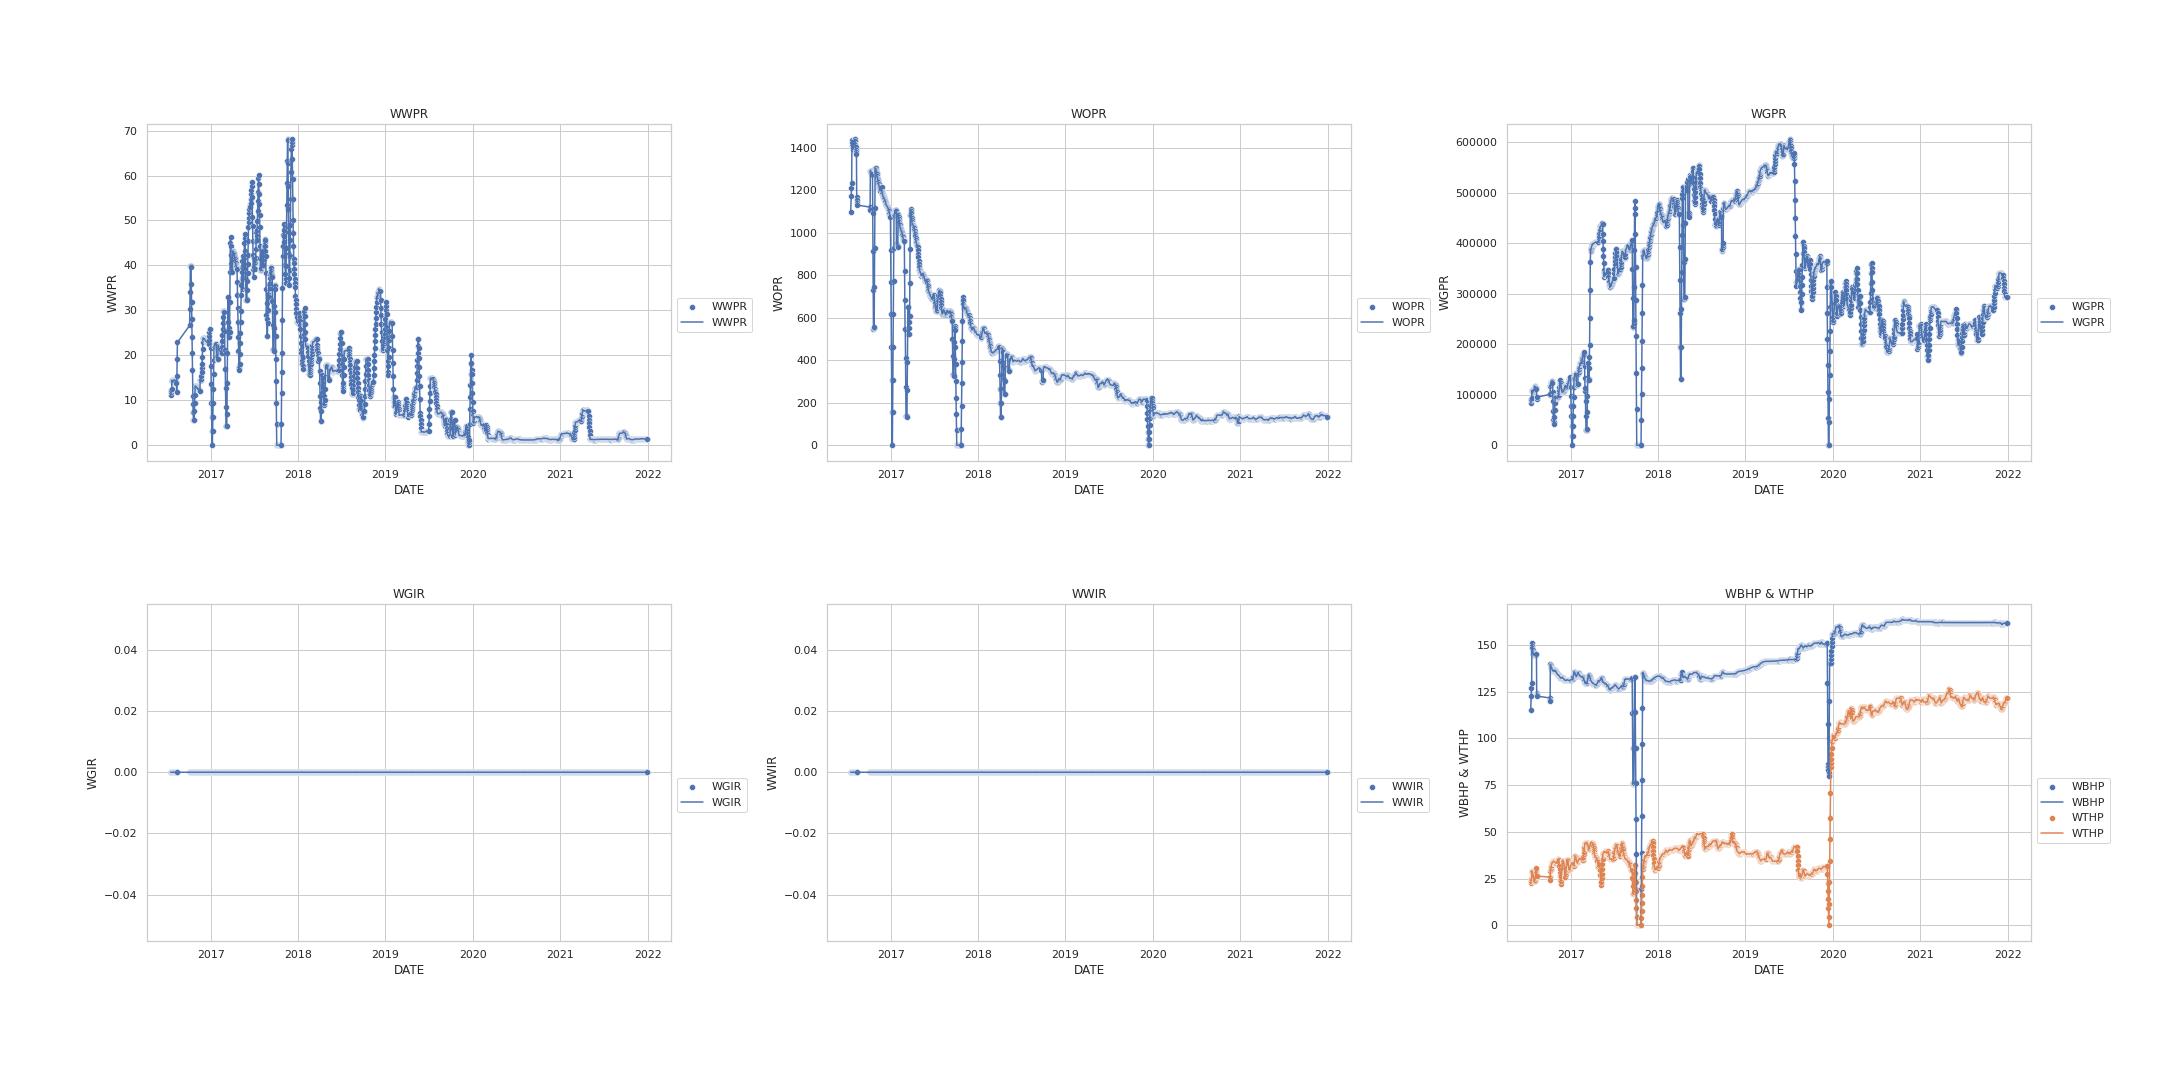 WWPR
70
60
50
40
30
20
10
0
WWPR
2017 2018 2019 2020 2021 2022
DATE
WWPR
WWPR
WOPR
1400
1200
1000
800
600
400
200
0
WOPR
2017 2018 2019 2020 2021 2022
DATE
WOPR
WOPR
WGPR
600000
500000
400000
300000
200000
100000
0
WGPR
2017 2018 2019 2020 2021 2022
DATE
WGPR
WGPR
WGIR
0.04
0.02
0.00
−0.02
−0.04
WGIR
2017 2018 2019 2020 2021 2022
DATE
WGIR
WGIR
WWIR
0.04
0.02
0.00
−0.02
−0.04
WWIR
2017 2018 2019 2020 2021 2022
DATE
WWIR
WWIR
WBHP & WTHP
150
125
100
75
50
25
0
WBHP & WTHP
2017 2018 2019 2020 2021 2022
DATE
WBHP
WBHP
WTHP
WTHP